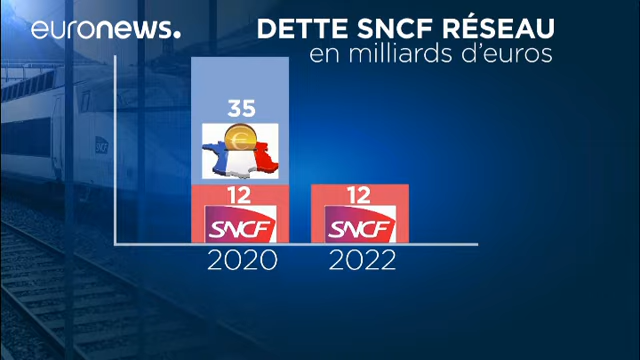 euronews.
DETTE SNCF RÉSEAU
en milliards d'euros
35
€
12
12
SNCF
SNCF
2020
2022